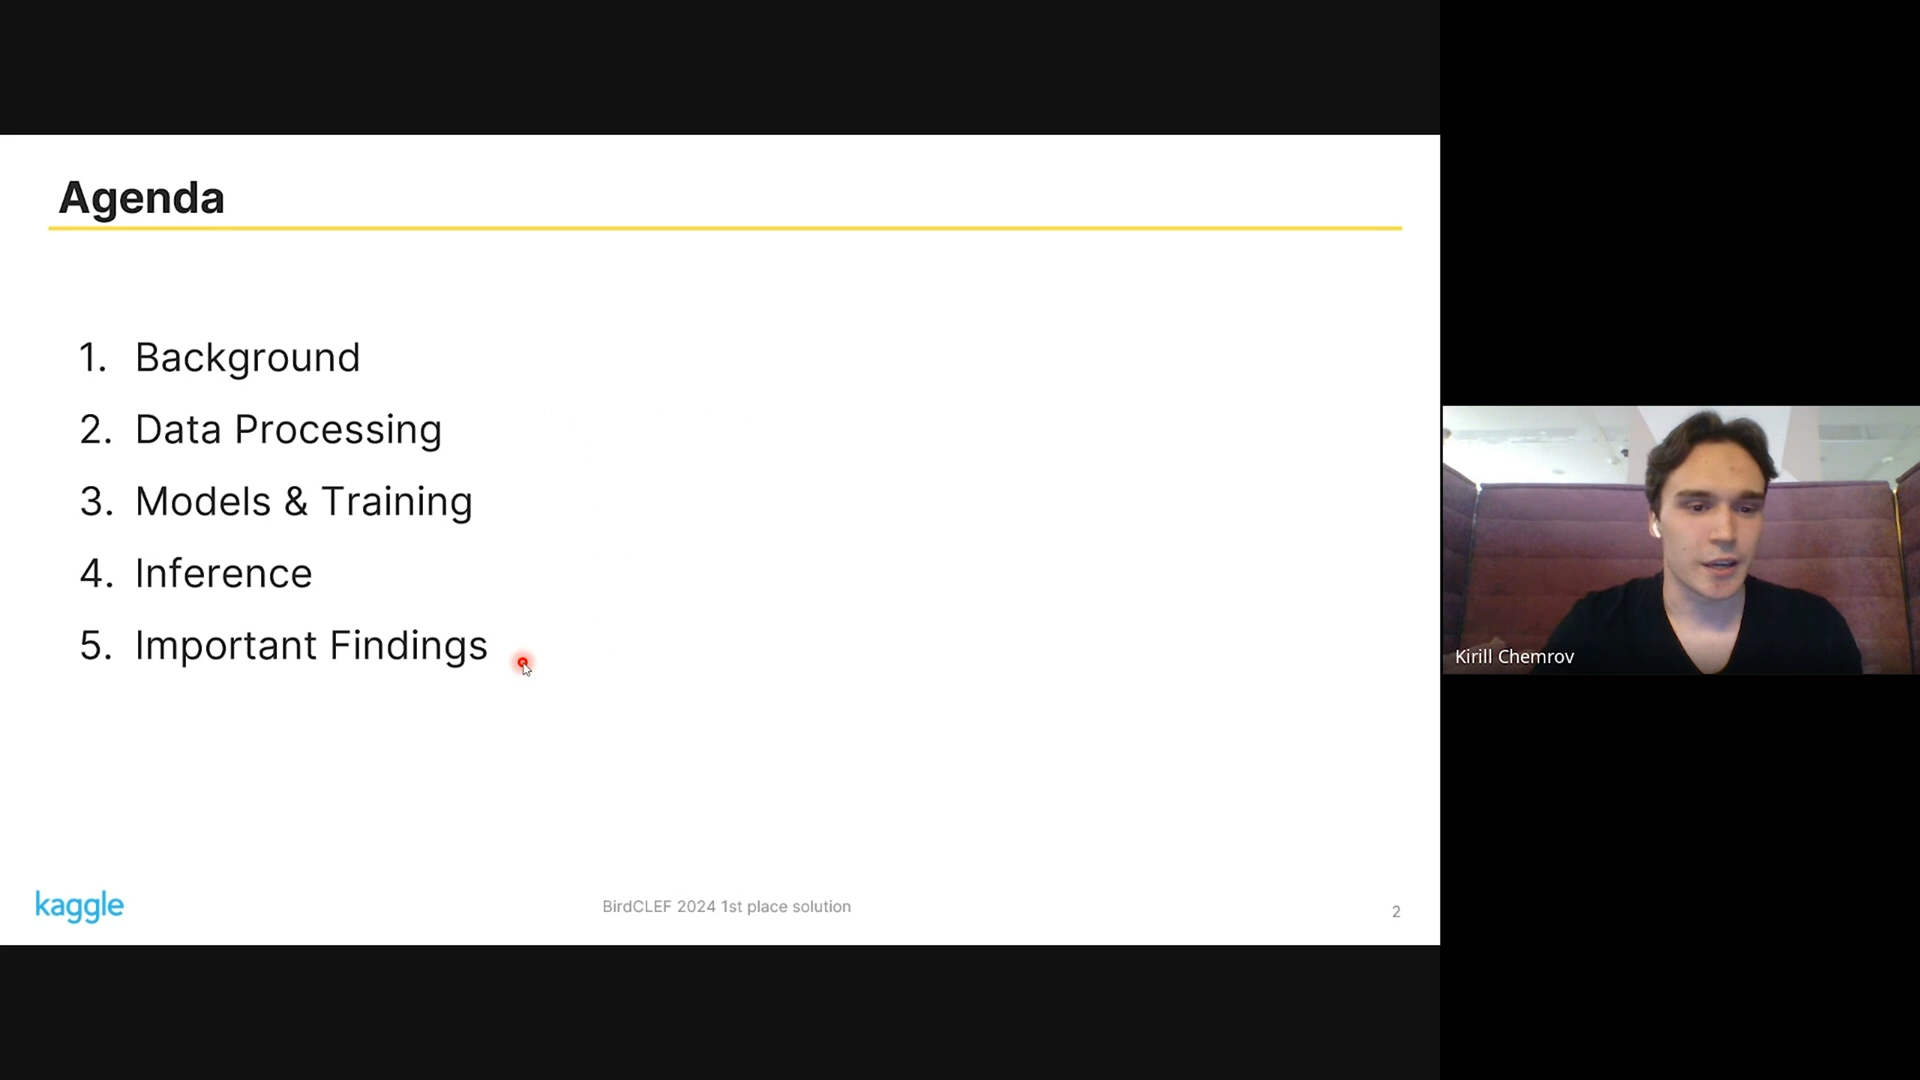 Agenda
1. Background
2. Data Processing
3. Models & Training
4. Inference
5. Important Findings
Kirill Chemrov
kaggle
BirdCLEF 2024 1st place solution
2